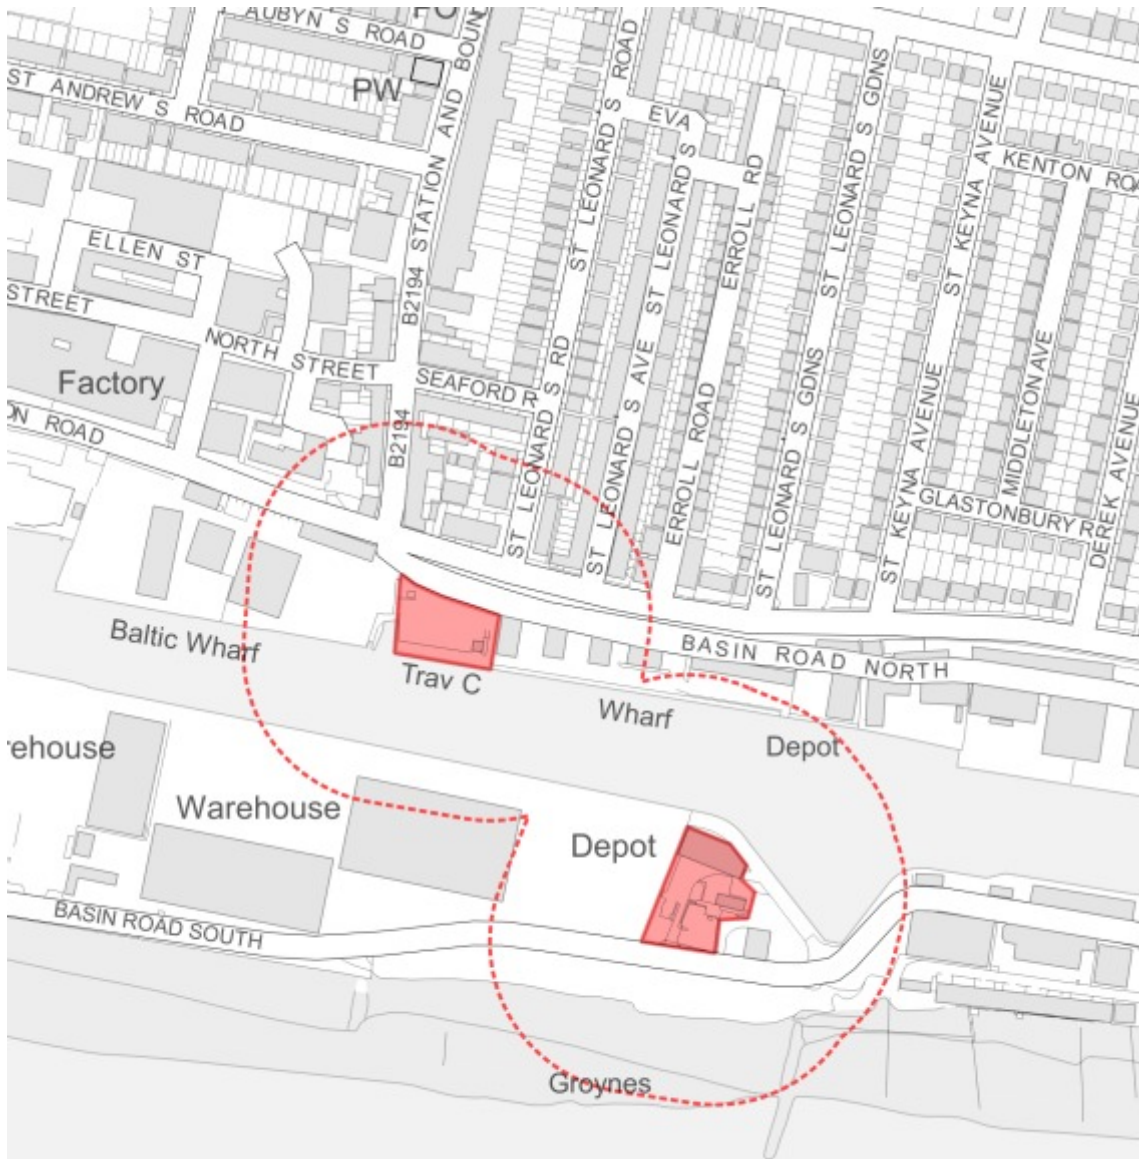 AUBYN S ROAD
PO
PW
ST ANDREW S ROAD
B2194 STATION AND BOUN
ST LEONARD S ROAD
EVA
ERROLL RD
ST LEONARD S GDNS
ST KEYNA AVENUE
KENTON ROA
ELLEN ST
STREET
NORTH STREET
Factory
ON ROAD
SEAFORD R
B2194
ST LEONARD S RD
ST LEONARD S AVE
ST LEONARD S
ERROLL ROAD
ST LEONARD S GDNS
ST KEYNA AVENUE
MIDDLETON AVE
GLASTONBURY R
DEREK AVENUE
Baltic Wharf
Trav C
BASIN ROAD NORTH
Wharf
Depot
rehouse
Warehouse
Depot
BASIN ROAD SOUTH
Groynes